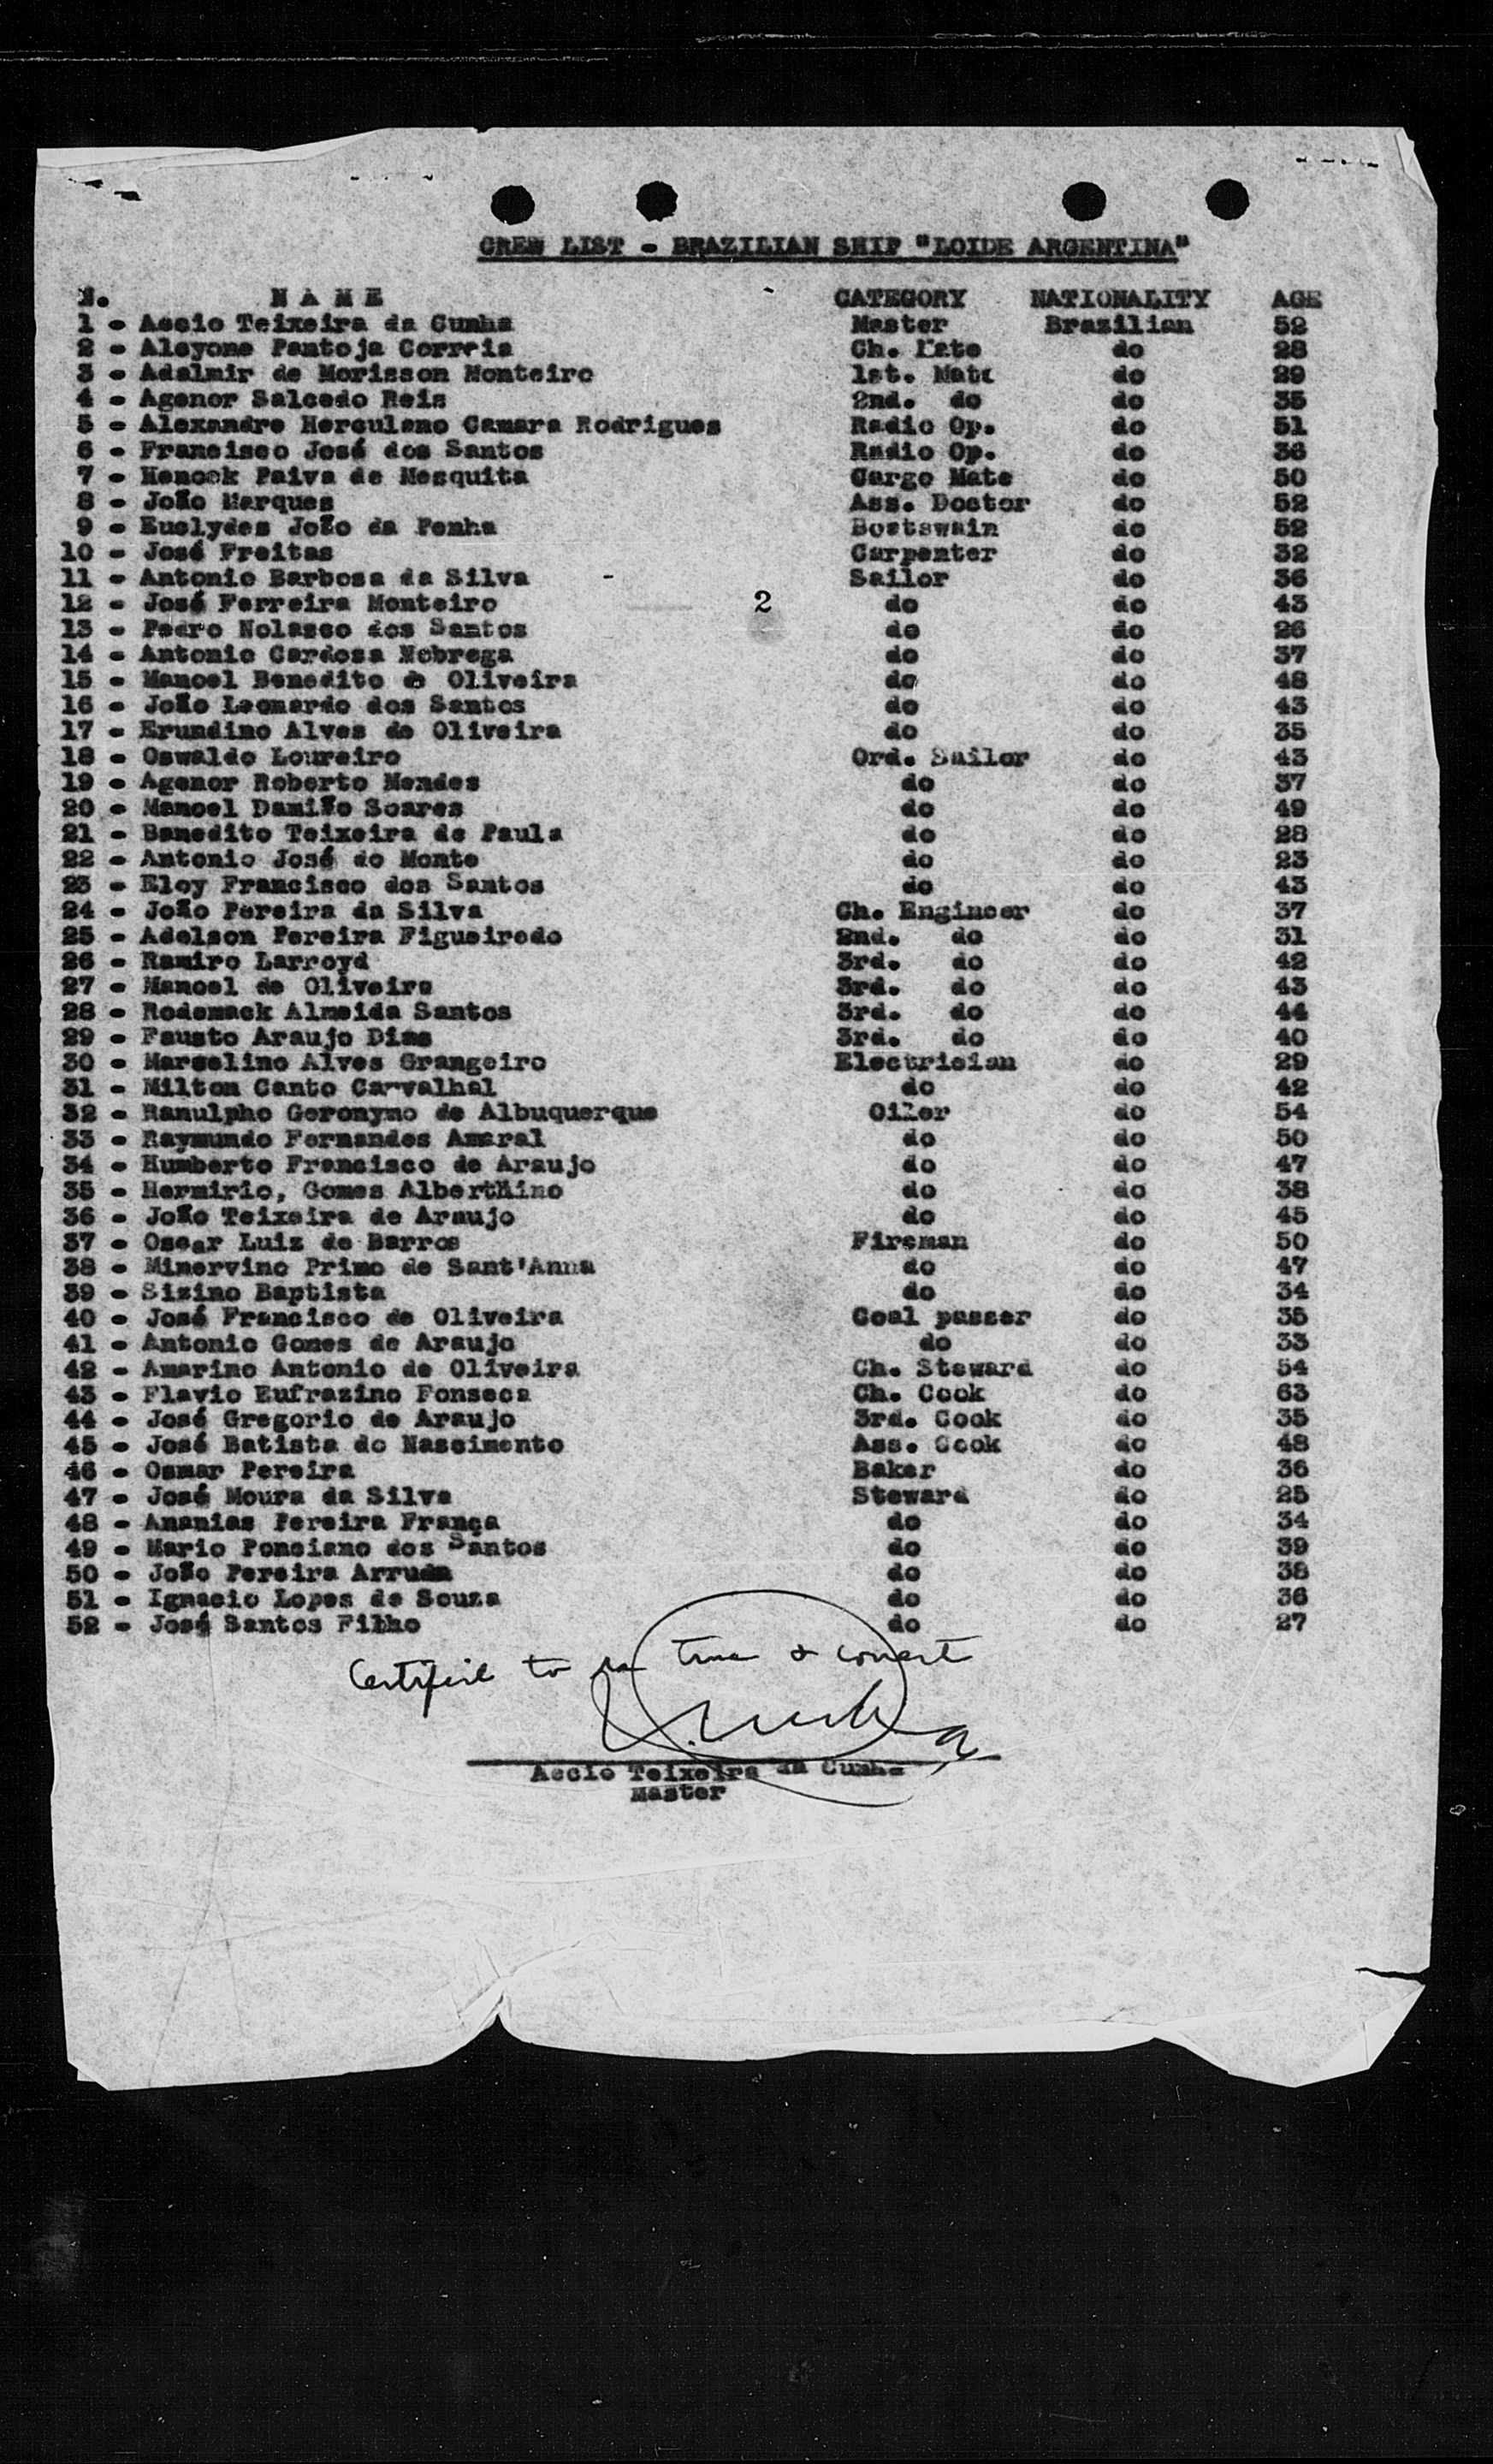 CREW LIST - BRAZILIAN SHIP "LOIDE ARGENTINA"
N. N A M E CATEGORY NATIONALITY AGE
1 - Accio Teixeira da Cunha Master Brazilian 52
2 - Alcyone Pantoja Correia Ch. Mate do 28
3 - Adalmir de Morisson Monteiro 1st. Mate do 29
4 - Agenor Salcedo Reis 2nd. do do 35
5 - Alexandre Herculano Camara Rodrigues Radio Op. do 51
6 - Francisco José dos Santos Radio Op. do 36
7 - Henock Paiva de Mesquita Cargo Mate do 50
8 - João Marques Ass. Doctor do 52
9 - Euclydes João da Penha Boatswain do 52
10 - José Freitas Carpenter do 32
11 - Antonio Barbosa da Silva - Sailor do 36
12 - José Ferreira Monteiro 2 do do 43
13 - Pedro Nolasco dos Santos do do 26
14 - Antonio Cardosa Nobrega do do 37
15 - Manoel Benedito de Oliveira do do 48
16 - João Leonardo dos Santos do do 43
17 - Erundino Alves de Oliveira do do 35
18 - Oswaldo Loureiro Ord. Sailor do 43
19 - Agenor Roberto Mendes do do 37
20 - Manoel Damião Soares do do 49
21 - Benedito Teixeira de Paula do do 28
22 - Antonio José do Monte do do 23
23 - Eloy Francisco dos Santos do do 43
24 - João Pereira da Silva Ch. Engineer do 37
25 - Adelson Pereira Figueiredo 2nd. do do 31
26 - Ramiro Larroyd 3rd. do do 42
27 - Manoel de Oliveira 3rd. do do 43
28 - Rodemack Almeida Santos 3rd. do do 44
29 - Fausto Araujo Dias 3rd. do do 40
30 - Marcelino Alves Grangeiro Electrician do 29
31 - Milton Canto Carvalhal do do 42
32 - Ranulpho Geronymo de Albuquerque Oiler do 54
33 - Raymundo Fernandes Amaral do do 50
34 - Humberto Francisco de Araujo do do 47
35 - Hermirio, Gomes Alberthino do do 38
36 - João Teixeira de Araujo do do 45
37 - Oscar Luiz de Barros Fireman do 50
38 - Minervino Primo de Sant'Anna do do 47
39 - Sizino Baptista do do 34
40 - José Francisco de Oliveira Coal passer do 35
41 - Antonio Gomes de Araujo do do 33
42 - Amarino Antonio de Oliveira Ch. Steward do 54
43 - Flavio Eufrazino Fonseca Ch. Cook do 63
44 - José Gregorio de Araujo 3rd. Cook do 35
45 - José Batista do Nascimento Ass. Cook do 48
46 - Osmar Pereira Baker do 36
47 - José Moura da Silva Steward do 25
48 - Ananias Pereira França do do 34
49 - Mario Ponciano dos Santos do do 39
50 - João Pereira Arruda do do 38
51 - Ignacio Lopes de Souza do do 36
52 - José Santos Filho do do 27
Certified to be true & correct
Accio Teixeira da Cunha
Master